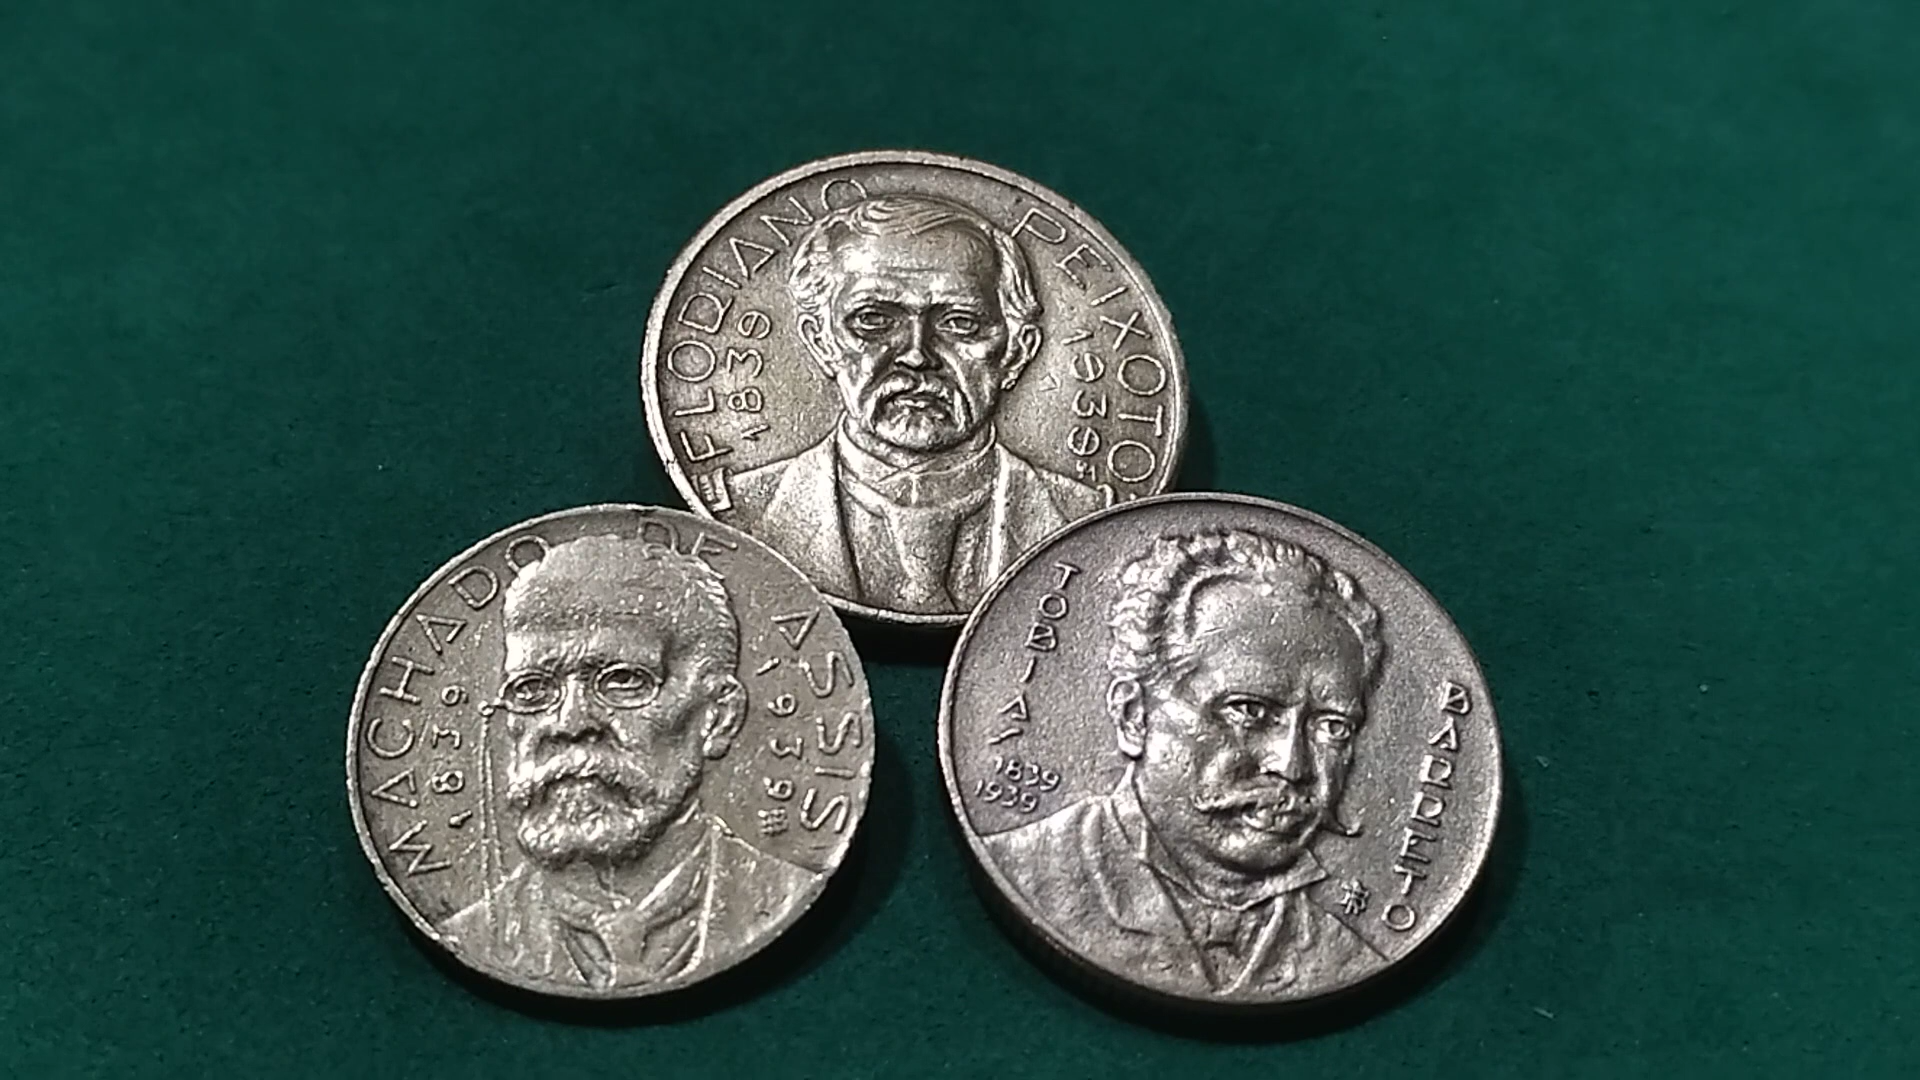 FLORIANO PEIXOTO
1839 1939
MACHADO DE ASSIS
1839 1939
TOBIAS BARRETO
1839
1939